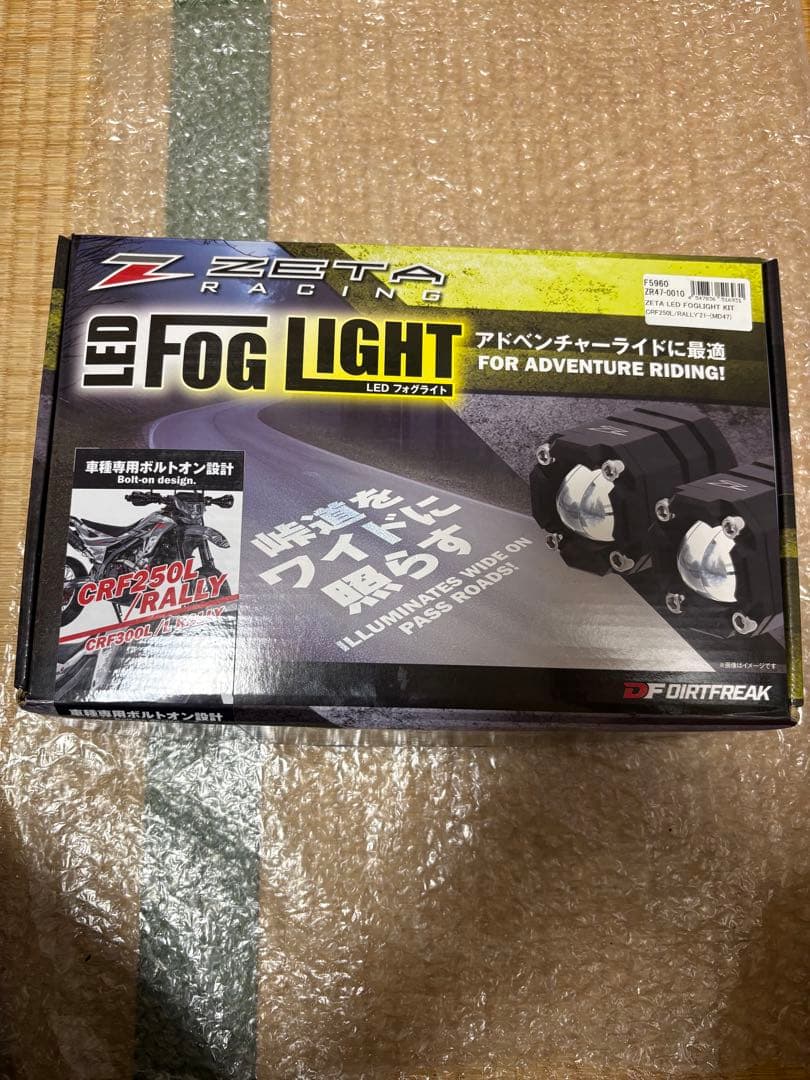 ZETA
RACING
F5960
ZR47-0010
ZETA LED FOGLIGHT KIT
CRF250L/RALLY'21-(MD47)
LED FOG LIGHT
LED フォグライト
アドベンチャーライドに最適
FOR ADVENTURE RIDING!
車種専用ボルトオン設計
Bolt-on design.
CRF250L
/RALLY
CRF300L/L RALLY
峠道を
ワイドに
照らす
ILLUMINATES WIDE ON
PASS ROADS!
※画像はイメージです
DF DIRTFREAK
車種専用ボルトオン設計